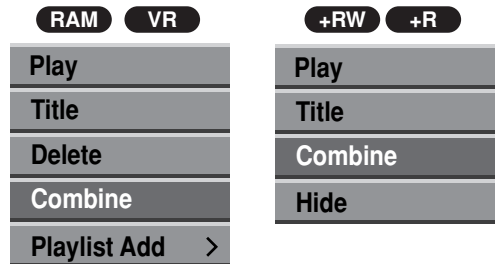 RAM VR
Play
Title
Delete
Combine
Playlist Add >
+RW +R
Play
Title
Combine
Hide